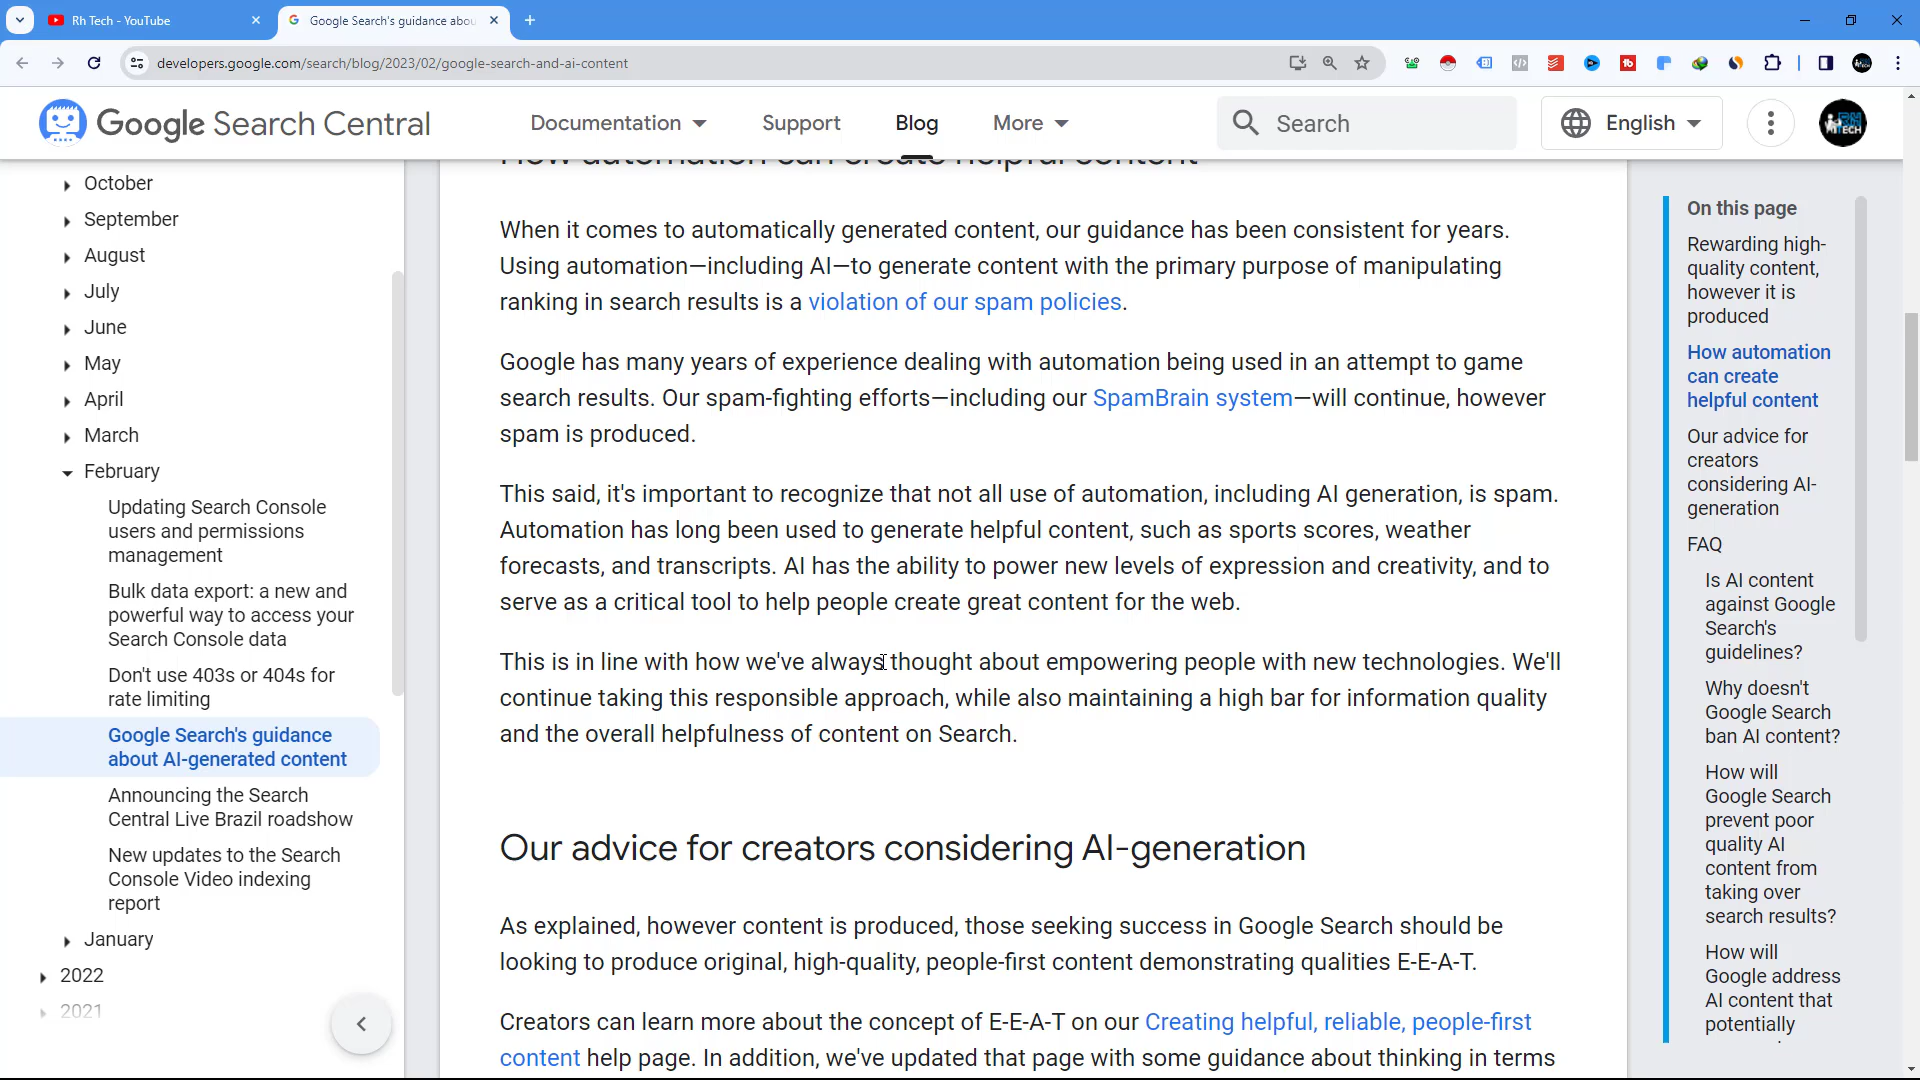 Rh Tech - YouTube
Google Search's guidance abou
developers.google.com/search/blog/2023/02/google-search-and-ai-content
Google Search Central
Documentation
Support
Blog
More
Search
English
October
September
August
July
June
May
April
March
February
Updating Search Console
users and permissions
management
Bulk data export: a new and
powerful way to access your
Search Console data
Don't use 403s or 404s for
rate limiting
Google Search's guidance
about AI-generated content
Announcing the Search
Central Live Brazil roadshow
New updates to the Search
Console Video indexing
report
January
2022
2021
How automation can create helpful content
When it comes to automatically generated content, our guidance has been consistent for years.
Using automation—including AI—to generate content with the primary purpose of manipulating
ranking in search results is a violation of our spam policies.
Google has many years of experience dealing with automation being used in an attempt to game
search results. Our spam-fighting efforts—including our SpamBrain system—will continue, however
spam is produced.
This said, it's important to recognize that not all use of automation, including AI generation, is spam.
Automation has long been used to generate helpful content, such as sports scores, weather
forecasts, and transcripts. AI has the ability to power new levels of expression and creativity, and to
serve as a critical tool to help people create great content for the web.
This is in line with how we've always thought about empowering people with new technologies. We'll
continue taking this responsible approach, while also maintaining a high bar for information quality
and the overall helpfulness of content on Search.
Our advice for creators considering AI-generation
As explained, however content is produced, those seeking success in Google Search should be
looking to produce original, high-quality, people-first content demonstrating qualities E-E-A-T.
Creators can learn more about the concept of E-E-A-T on our Creating helpful, reliable, people-first
content help page. In addition, we've updated that page with some guidance about thinking in terms
On this page
Rewarding high-
quality content,
however it is
produced
How automation
can create
helpful content
Our advice for
creators
considering AI-
generation
FAQ
Is AI content
against Google
Search's
guidelines?
Why doesn't
Google Search
ban AI content?
How will
Google Search
prevent poor
quality AI
content from
taking over
search results?
How will
Google address
AI content that
potentially